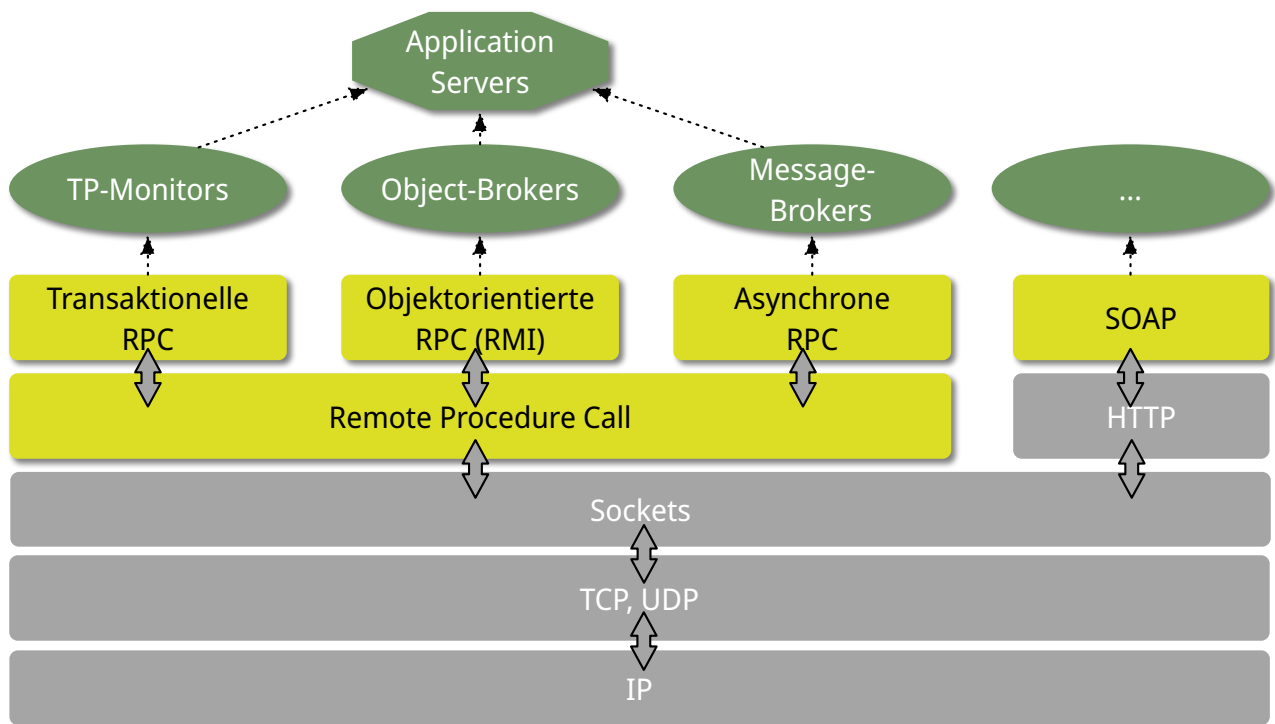 Application
Servers
TP-Monitors
Object-Brokers
Message-
Brokers
...
Transaktionelle
RPC
Objektorientierte
RPC (RMI)
Asynchrone
RPC
SOAP
Remote Procedure Call
HTTP
Sockets
TCP, UDP
IP